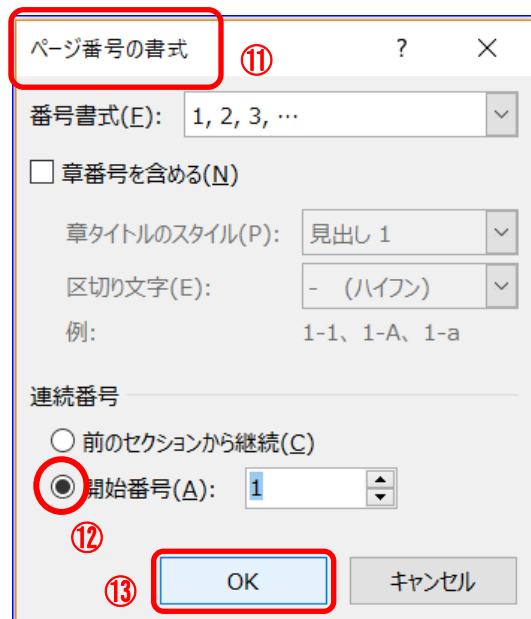 ページ番号の書式 ⑪ ? ×
番号書式(F): 1, 2, 3, …
章番号を含める(N)
章タイトルのスタイル(P): 見出し 1
区切り文字(E): - (ハイフン)
例: 1-1、1-A、1-a
連続番号
前のセクションから継続(C)
開始番号(A): 1
⑫
⑬ OK キャンセル